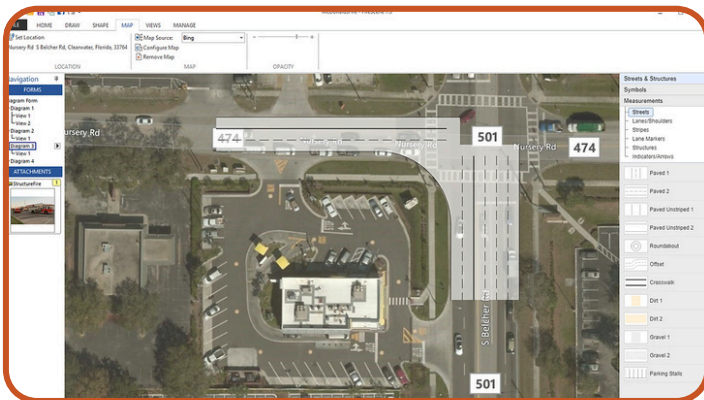 HOME DRAW SHAPE MAP VIEWS MANAGE
Set Location
Nursery Rd S Belcher Rd, Clearwater, Florida, 33764
LOCATION
Map Source: Bing
Configure Map
Remove Map
MAP
OPACITY
Navigation
FORMS
Diagram 1
View 1
View 2
Diagram 2
View 1
Diagram 3
View 1
Diagram 4
ATTACHMENTS
StructureFire
Nursery Rd
474
Nursery Rd
501
Nursery Rd
474
S Belcher Rd
501
Streets & Structures
Symbols
Measurements
Streets
Lanes/Shoulders
Stripes
Lane Markers
Structures
Indicators/Arrows
Paved 1
Paved 2
Paved Unstriped 1
Paved Unstriped 2
Roundabout
Offset
Crosswalk
Dirt 1
Dirt 2
Gravel 1
Gravel 2
Parking Stalls